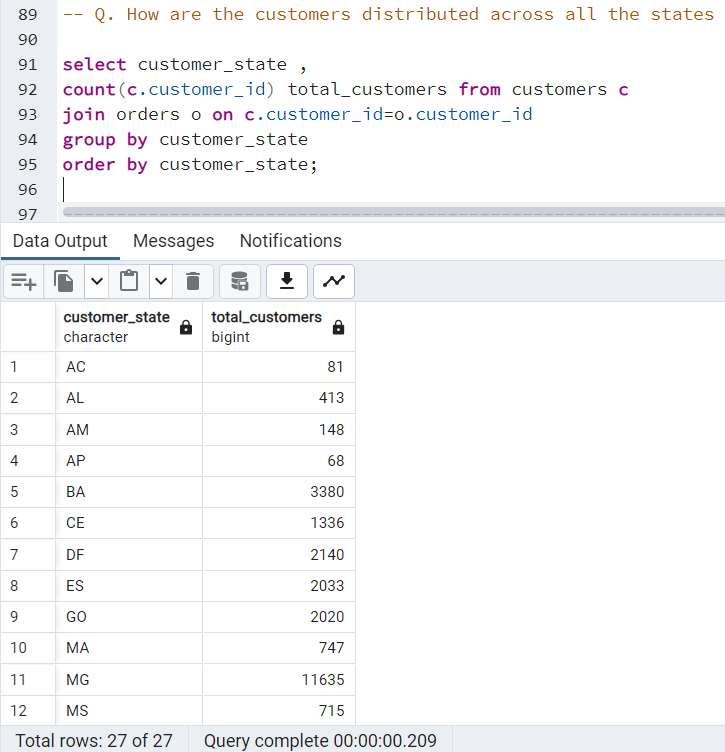 89 -- Q. How are the customers distributed across all the states
90
91 select customer_state ,
92 count(c.customer_id) total_customers from customers c
93 join orders o on c.customer_id=o.customer_id
94 group by customer_state
95 order by customer_state;
96
97
Data Output Messages Notifications
customer_state total_customers
character bigint
1 AC 81
2 AL 413
3 AM 148
4 AP 68
5 BA 3380
6 CE 1336
7 DF 2140
8 ES 2033
9 GO 2020
10 MA 747
11 MG 11635
12 MS 715
Total rows: 27 of 27 Query complete 00:00:00.209